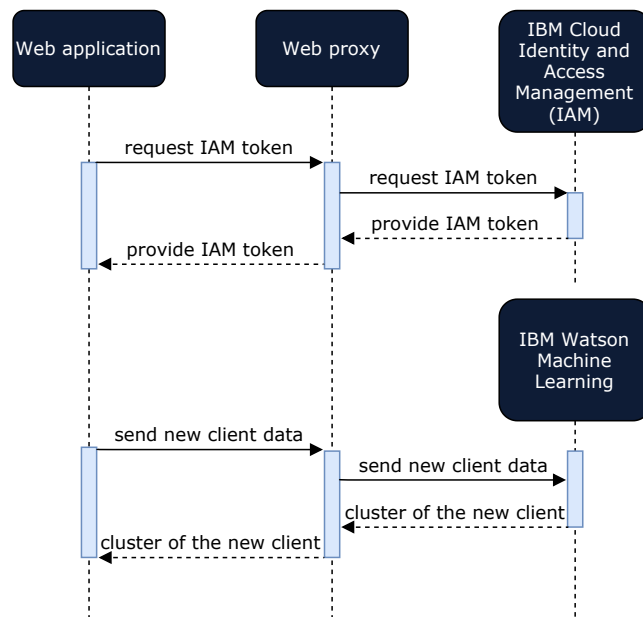 Web application
Web proxy
IBM Cloud
Identity and
Access
Management
(IAM)
request IAM token
request IAM token
provide IAM token
provide IAM token
IBM Watson
Machine
Learning
send new client data
send new client data
cluster of the new client
cluster of the new client